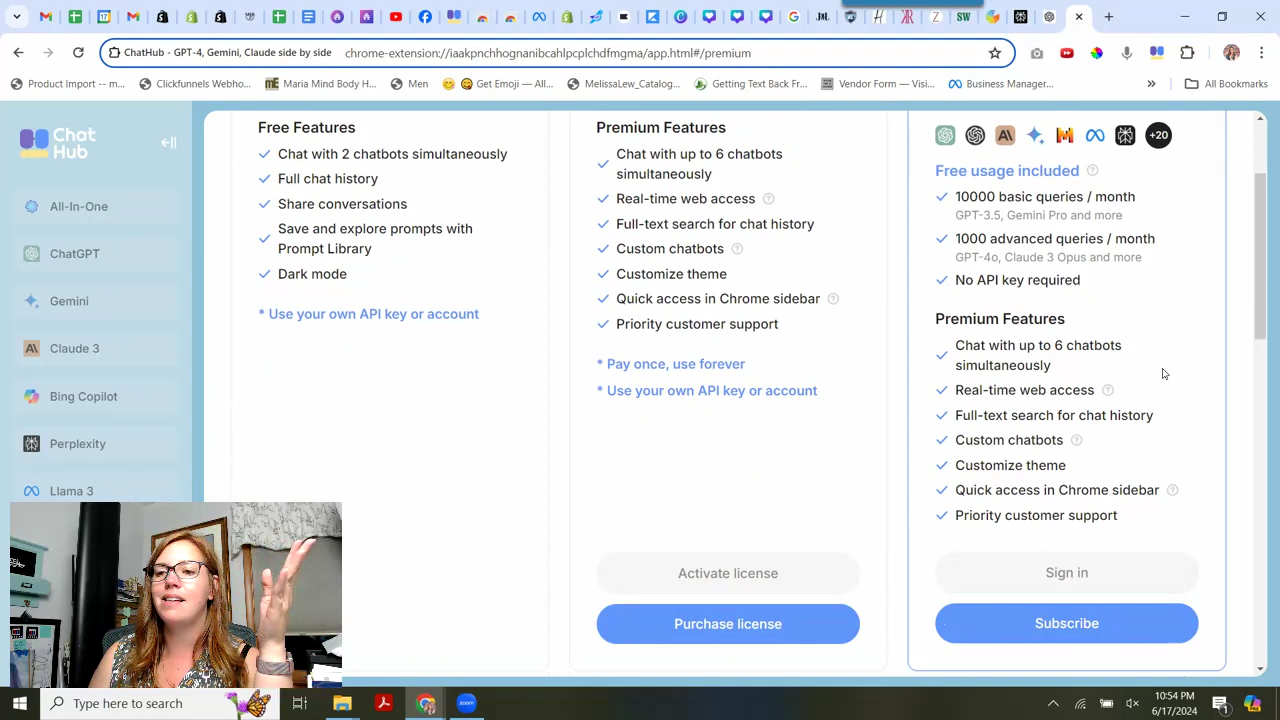 ChatHub - GPT-4, Gemini, Claude side by side
chrome-extension://iaakpnchhognanibcahlpcplchdfmgma/app.html#/premium
Product Import -- m...
Clickfunnels Webho...
Maria Mind Body H...
Men
Get Emoji — All...
MelissaLew_Catalog...
Getting Text Back Fr...
Vendor Form — Visi...
Business Manager...
All Bookmarks
Chat
Hub
All-In-One
ChatGPT
Gemini
Claude 3
Bing Copilot
Perplexity
Llama 3
Free Features
Chat with 2 chatbots simultaneously
Full chat history
Share conversations
Save and explore prompts with
Prompt Library
Dark mode
* Use your own API key or account
Premium Features
Chat with up to 6 chatbots
simultaneously
Real-time web access
Full-text search for chat history
Custom chatbots
Customize theme
Quick access in Chrome sidebar
Priority customer support
* Pay once, use forever
* Use your own API key or account
Activate license
Purchase license
+20
Free usage included
10000 basic queries / month
GPT-3.5, Gemini Pro and more
1000 advanced queries / month
GPT-4o, Claude 3 Opus and more
No API key required
Premium Features
Chat with up to 6 chatbots
simultaneously
Real-time web access
Full-text search for chat history
Custom chatbots
Customize theme
Quick access in Chrome sidebar
Priority customer support
Sign in
Subscribe
Type here to search
zoom
10:54 PM
6/17/2024